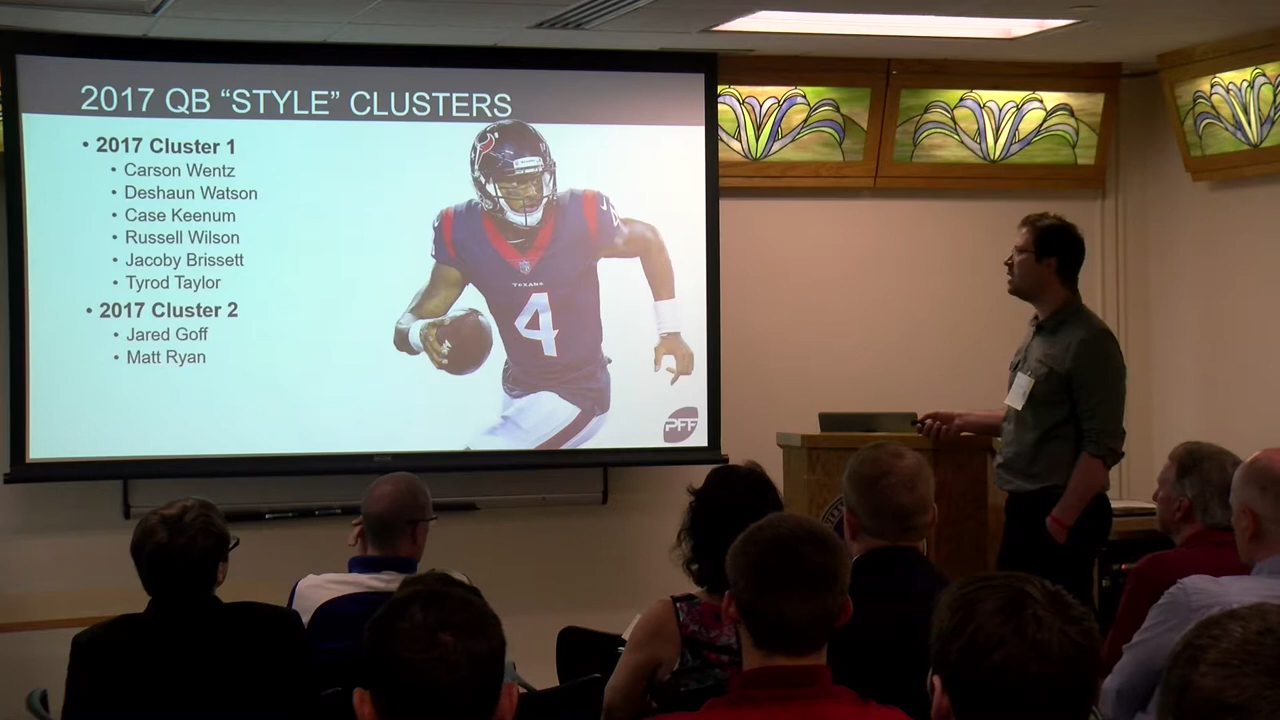 2017 QB “STYLE” CLUSTERS
• 2017 Cluster 1
• Carson Wentz
• Deshaun Watson
• Case Keenum
• Russell Wilson
• Jacoby Brissett
• Tyrod Taylor
• 2017 Cluster 2
• Jared Goff
• Matt Ryan
TEXANS
4
PFF